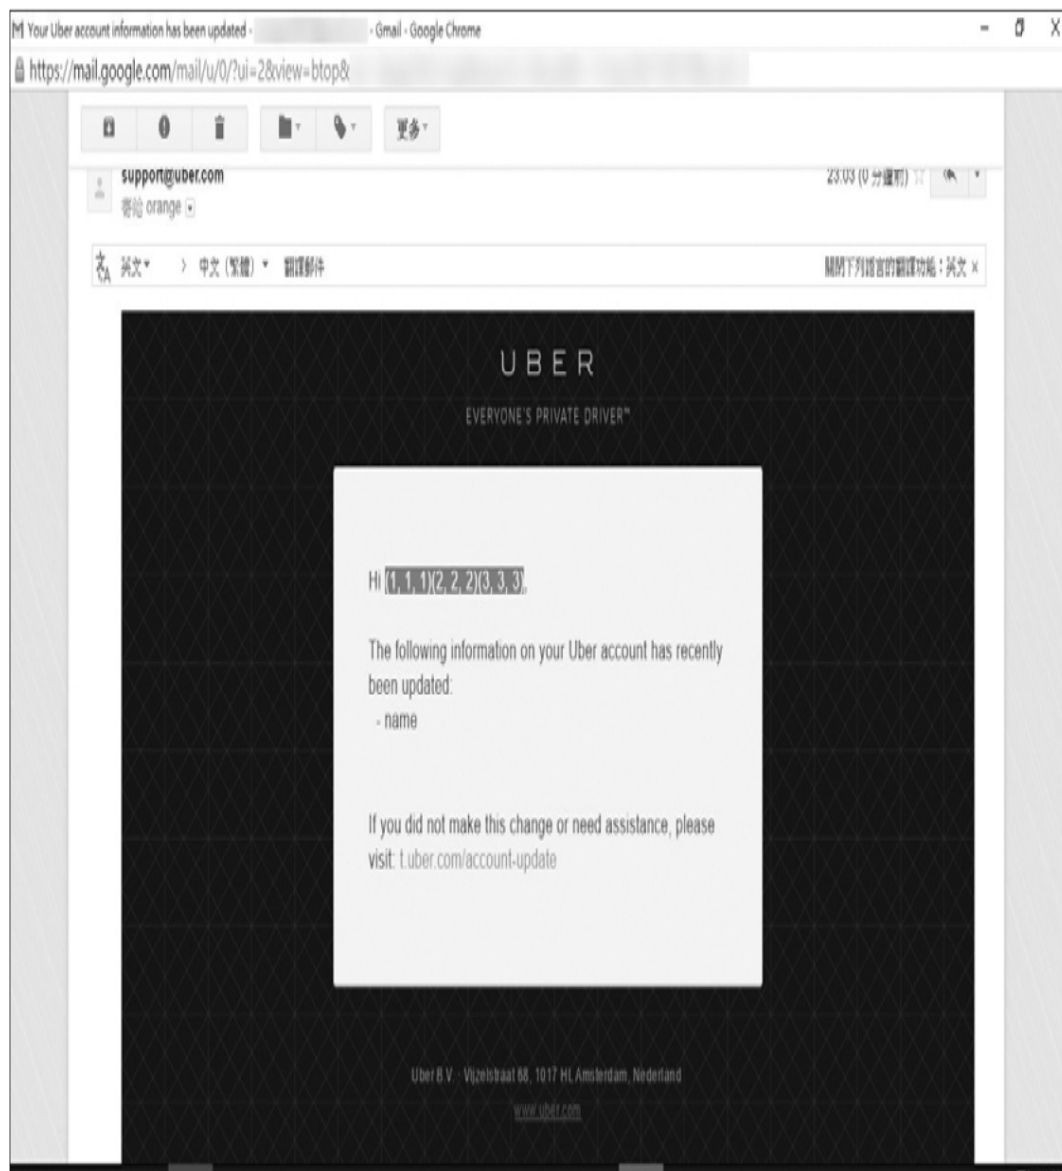 Your Uber account information has been updated - - Gmail - Google Chrome
https://mail.google.com/mail/u/0/?ui=2&view=btop&
更多
support@uber.com
23:03 (0 分鐘前)
寄給 orange
英文 > 中文 (繁體) 翻譯郵件
關閉下列語言的翻譯功能：英文 x
UBER
EVERYONE'S PRIVATE DRIVER™
Hi (1, 1, 1)(2, 2, 2)(3, 3, 3),
The following information on your Uber account has recently
been updated:
- name
If you did not make this change or need assistance, please
visit: t.uber.com/account-update
Uber B.V. · Vijzelstraat 68, 1017 HL Amsterdam, Nederland
www.uber.com